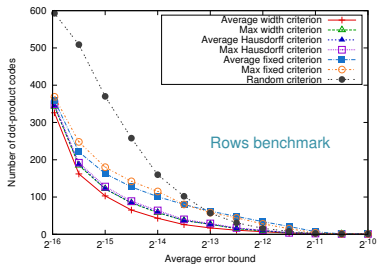 600
500
400
300
200
100
0
Number of dot-product codes
Average width criterion
Max width criterion
Average Hausdorff criterion
Max Hausdorff criterion
Average fixed criterion
Max fixed criterion
Random criterion
Rows benchmark
2-16 2-15 2-14 2-13 2-12 2-11 2-10
Average error bound